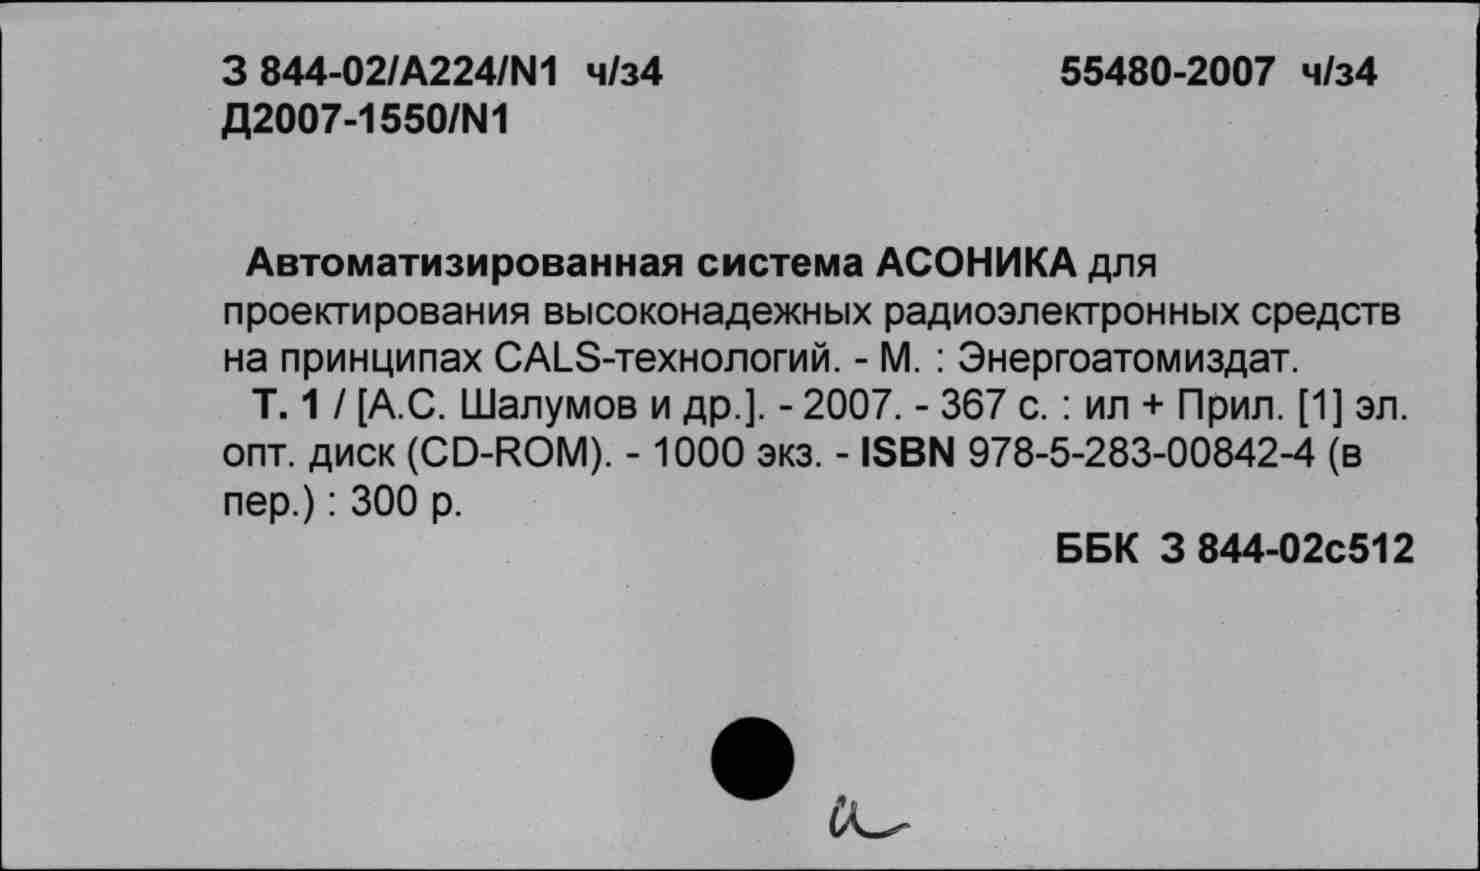 З 844-02/А224/N1 ч/з4 55480-2007 ч/з4
Д2007-1550/N1
Автоматизированная система АСОНИКА для
проектирования высоконадежных радиоэлектронных средств
на принципах CALS-технологий. - М. : Энергоатомиздат.
Т. 1 / [А.С. Шалумов и др.]. - 2007. - 367 с. : ил + Прил. [1] эл.
опт. диск (CD-ROM). - 1000 экз. - ISBN 978-5-283-00842-4 (в
пер.) : 300 р.
ББК З 844-02с512